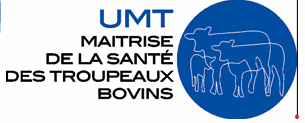 UMT
MAITRISE
DE LA SANTÉ
DES TROUPEAUX
BOVINS